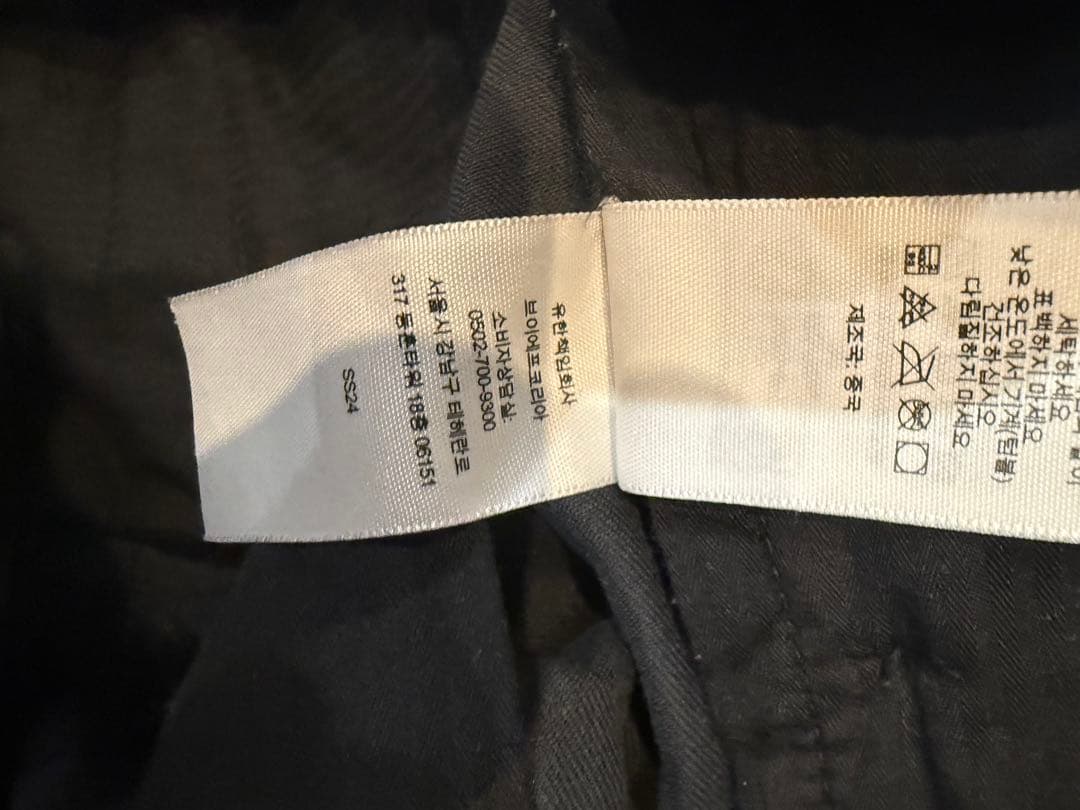 세탁하세요
표백하지 마세요
낮은 온도에서 기계(텀블)
건조하십시오
다림질하지 마세요
제조국: 중국
유한책임회사
브이에프코리아
소비자상담실:
0502-700-9300
서울시 강남구 테헤란로
317 동훈타워 18층 06151
SS24